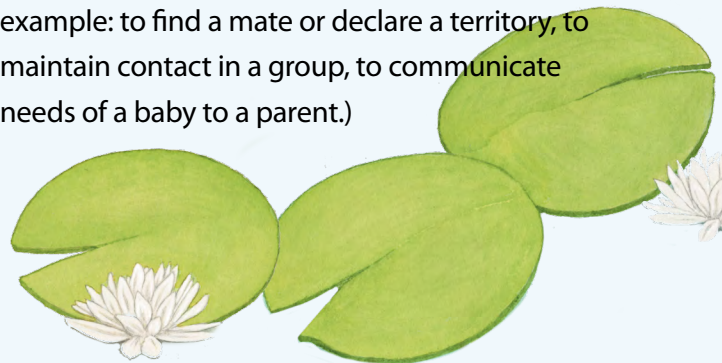 example: to find a mate or declare a territory, to
maintain contact in a group, to communicate
needs of a baby to a parent.)